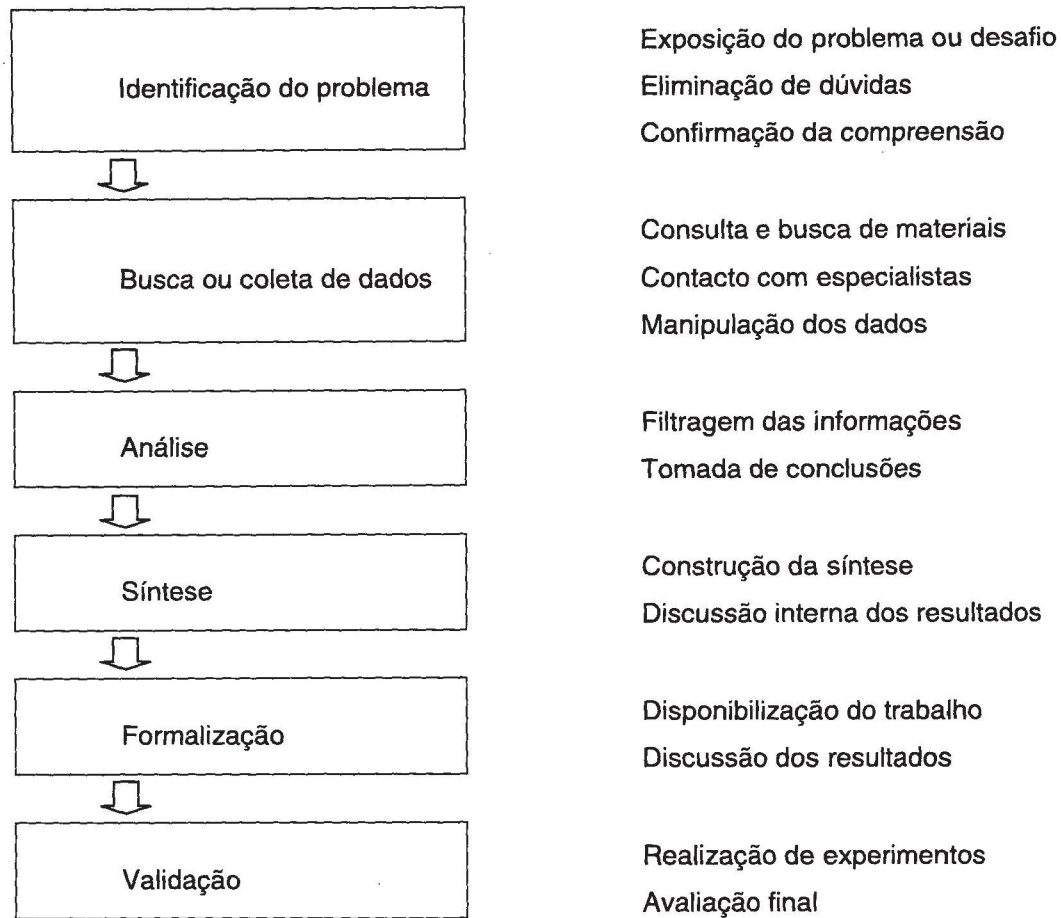 Identificação do problema
Exposição do problema ou desafio
Eliminação de dúvidas
Confirmação da compreensão
Busca ou coleta de dados
Consulta e busca de materiais
Contacto com especialistas
Manipulação dos dados
Análise
Filtragem das informações
Tomada de conclusões
Síntese
Construção da síntese
Discussão interna dos resultados
Formalização
Disponibilização do trabalho
Discussão dos resultados
Validação
Realização de experimentos
Avaliação final